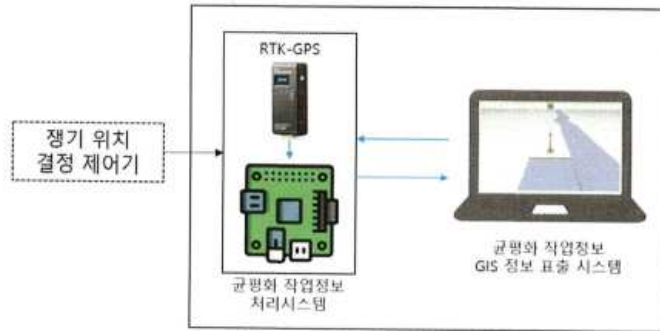 RTK-GPS
쟁기 위치
결정 제어기
균평화 작업정보
처리시스템
균평화 작업정보
GIS 정보 표출 시스템